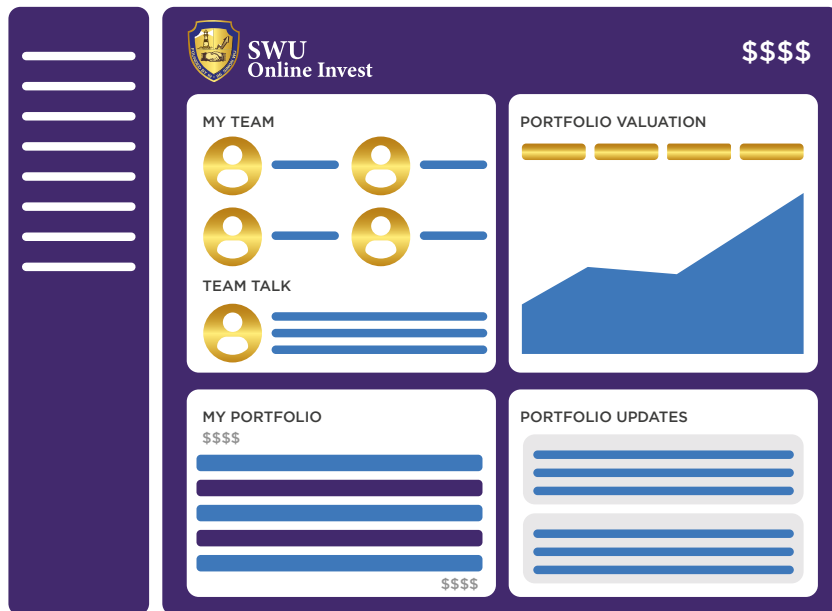 SWU
Online Invest
$$$$
MY TEAM
TEAM TALK
PORTFOLIO VALUATION
MY PORTFOLIO
$$$$
$$$$
PORTFOLIO UPDATES